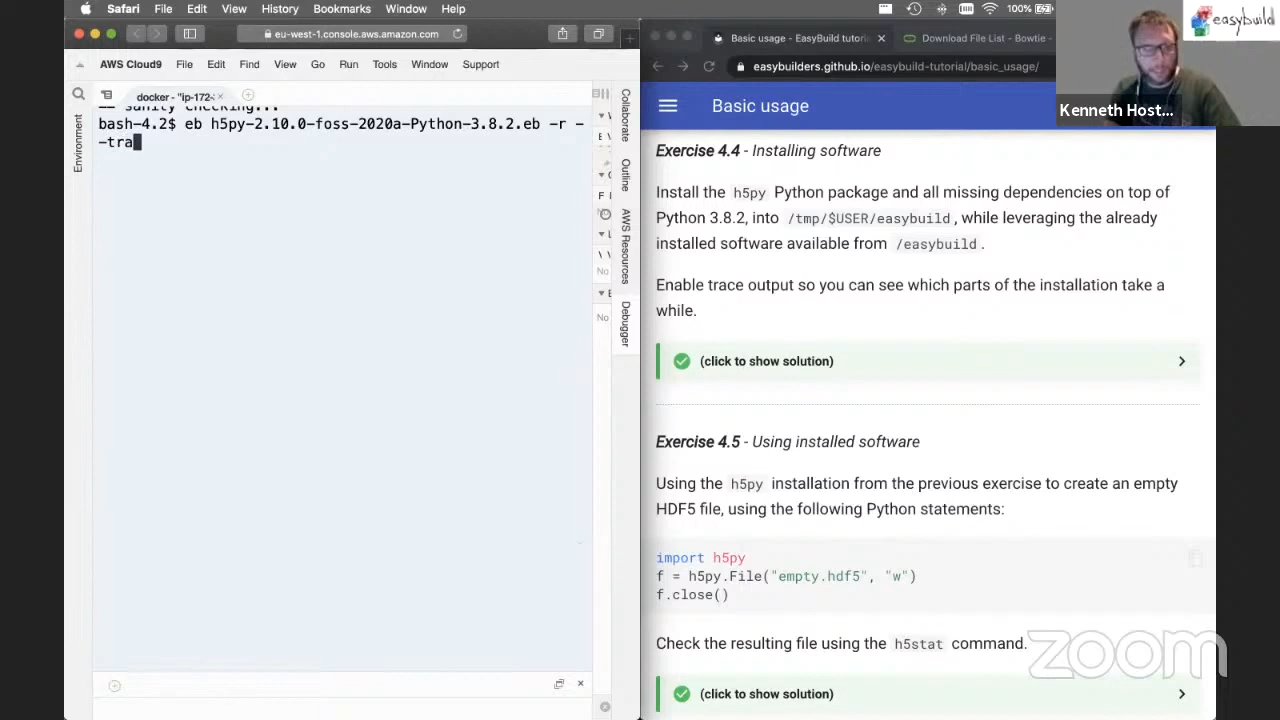 Safari File Edit View History Bookmarks Window Help 100%
easybuild
eu-west-1.console.aws.amazon.com
Basic usage - EasyBuild tutori
Download File List - Bowtie -
easybuilders.github.io/easybuild-tutorial/basic_usage/
AWS Cloud9 File Edit Find View Go Run Tools Window Support
Basic usage
Kenneth Host...
docker - "ip-172-
Environment
Collaborate
Outline
AWS Resources
Debugger
== sanity checking...
bash-4.2$ eb h5py-2.10.0-foss-2020a-Python-3.8.2.eb -r -
-tra
No
No
Exercise 4.4 - Installing software
Install the h5py Python package and all missing dependencies on top of
Python 3.8.2, into /tmp/$USER/easybuild, while leveraging the already
installed software available from /easybuild.
Enable trace output so you can see which parts of the installation take a
while.
(click to show solution)
Exercise 4.5 - Using installed software
Using the h5py installation from the previous exercise to create an empty
HDF5 file, using the following Python statements:
import h5py
f = h5py.File("empty.hdf5", "w")
f.close()
Check the resulting file using the h5stat command.
(click to show solution)
zoom